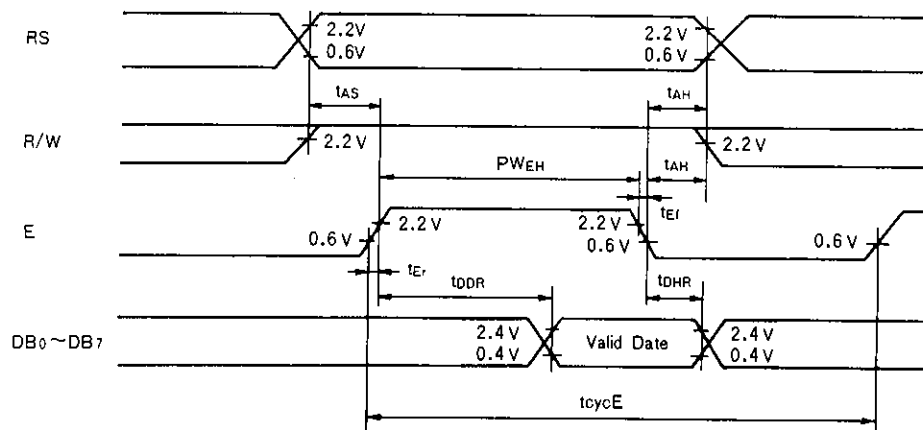 RS
2.2V
0.6V
2.2V
0.6V
tAS
tAH
R/W
2.2V
2.2V
PWEH
tAH
tEf
E
2.2V
0.6V
2.2V
0.6V
0.6V
tEr
tDDR
tDHR
DB0~DB7
2.4V
0.4V
Valid Date
2.4V
0.4V
tcycE